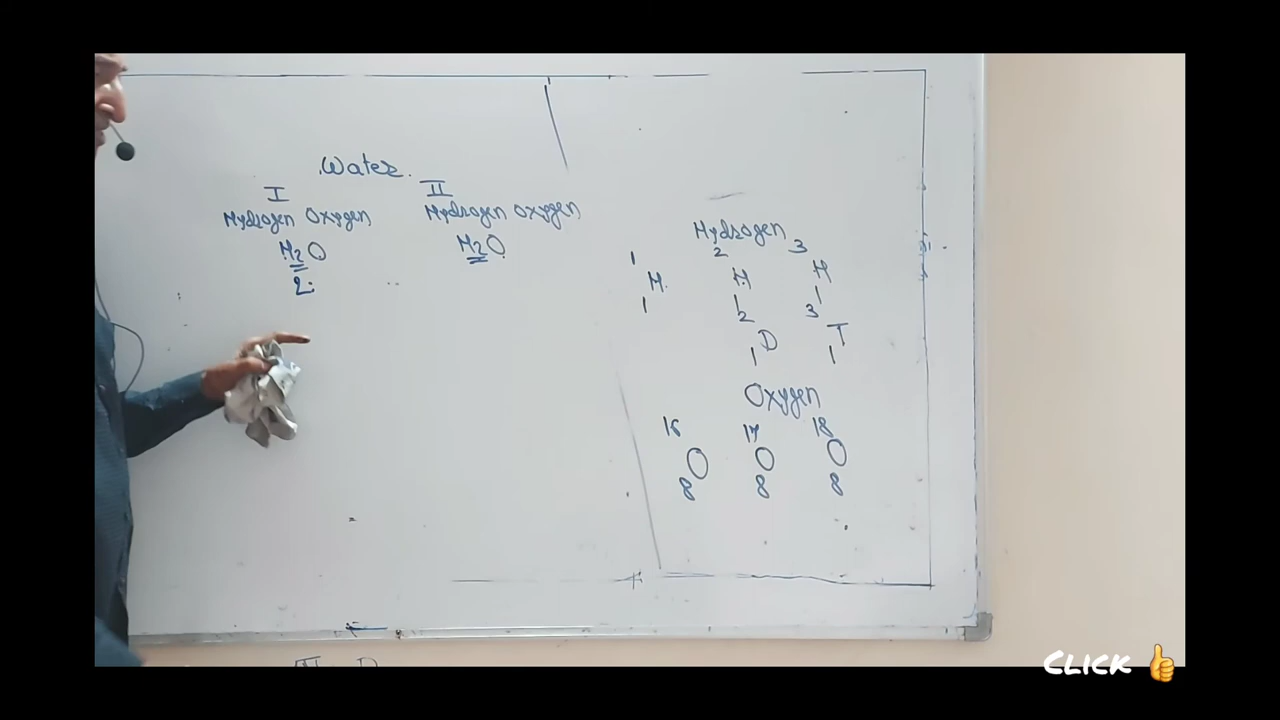 Water.
I II
Hydrogen Oxygen Hydrogen Oxygen
H2O H2O
2
Hydrogen
1 2 3
H H H
1 1 1
2 3
D T
1 1
Oxygen
16 17 18
O O O
8 8 8
CLICK 👍